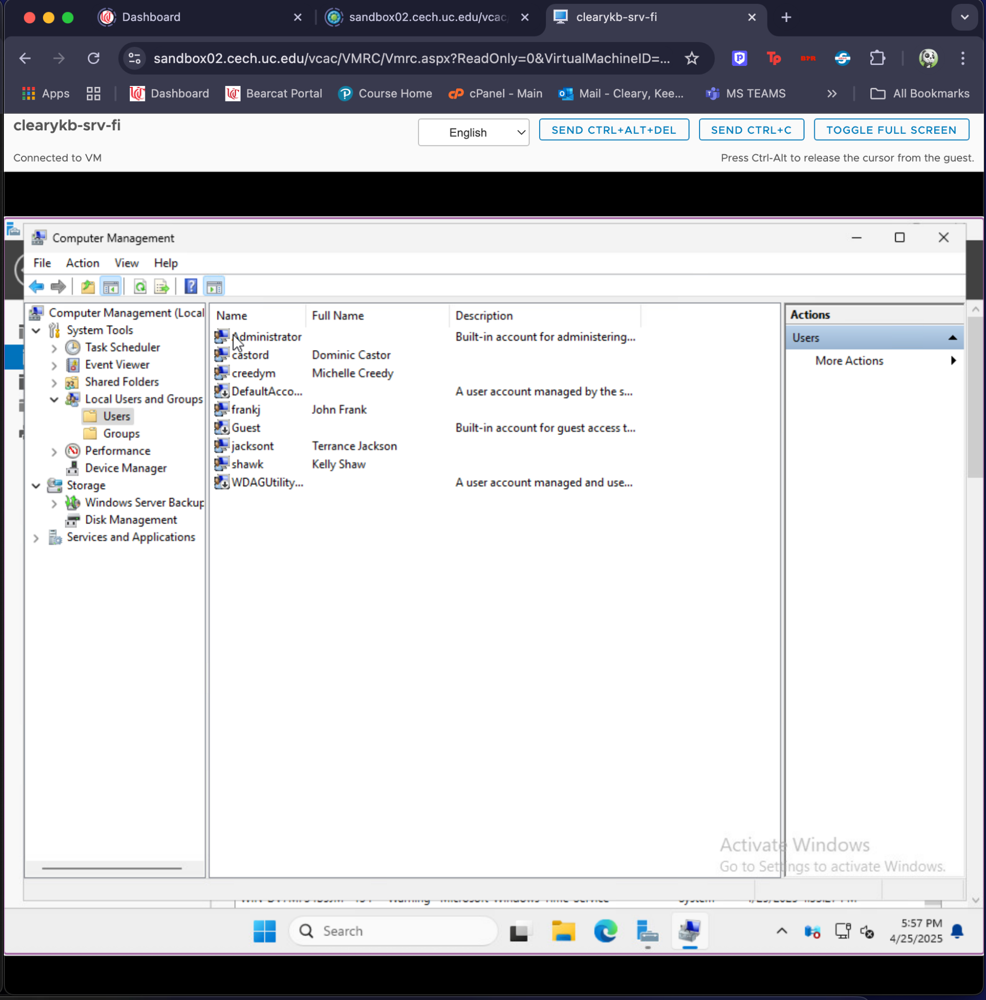 Dashboard
sandbox02.cech.uc.edu/vcac/
clearykb-srv-fi
sandbox02.cech.uc.edu/vcac/VMRC/Vmrc.aspx?ReadOnly=0&VirtualMachineID=...
Tp
Apps
Dashboard
Bearcat Portal
Course Home
cPanel - Main
Mail - Cleary, Kee...
MS TEAMS
All Bookmarks
clearykb-srv-fi
English
SEND CTRL+ALT+DEL
SEND CTRL+C
TOGGLE FULL SCREEN
Connected to VM
Press Ctrl-Alt to release the cursor from the guest.
Computer Management
File Action View Help
Computer Management (Local
System Tools
Task Scheduler
Event Viewer
Shared Folders
Local Users and Groups
Users
Groups
Performance
Device Manager
Storage
Windows Server Backup
Disk Management
Services and Applications
Name Full Name Description
Administrator Built-in account for administering...
castord Dominic Castor
creedym Michelle Creedy
DefaultAcco... A user account managed by the s...
frankj John Frank
Guest Built-in account for guest access t...
jacksont Terrance Jackson
shawk Kelly Shaw
WDAGUtility... A user account managed and use...
Actions
Users
More Actions
Activate Windows
Go to Settings to activate Windows.
Warning Microsoft-Windows-Time-Service System
Search
5:57 PM
4/25/2025